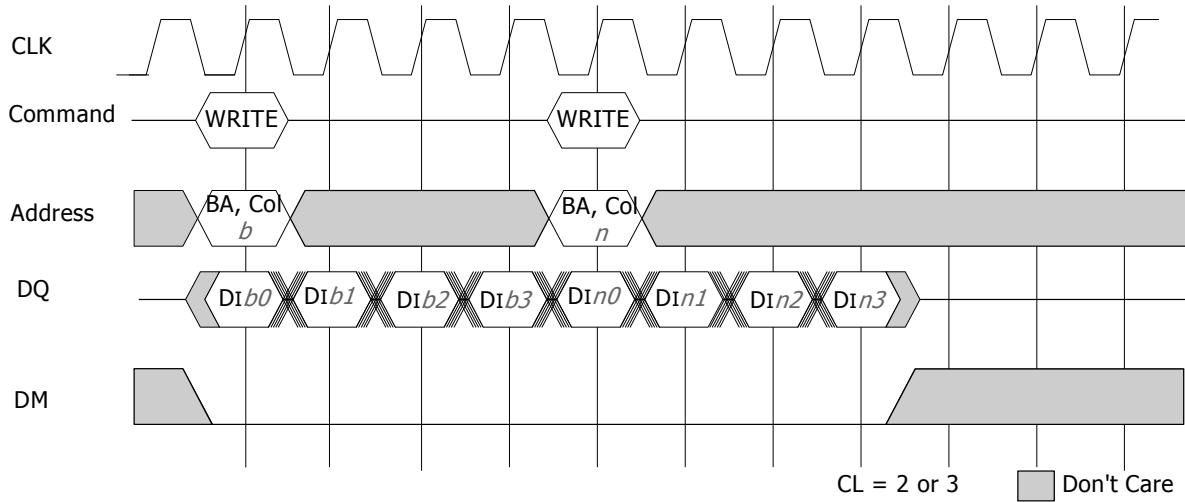 CLK
Command
WRITE
WRITE
Address
BA, Col
b
BA, Col
n
DQ
DIb0
DIb1
DIb2
DIb3
DIn0
DIn1
DIn2
DIn3
DM
CL = 2 or 3
Don't Care